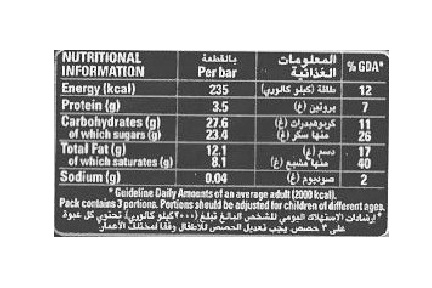 NUTRITIONAL INFORMATION بالقطعة Per bar المعلومات الغذائية % GDA*
Energy (kcal) 235 طاقة (كيلو كالوري) 12
Protein (g) 3.5 بروتين (غ) 7
Carbohydrates (g) 27.6 كربوهيدرات (غ) 11
of which sugars (g) 23.4 منها سكر (غ) 26
Total Fat (g) 12.1 دسم (غ) 17
of which saturates (g) 8.1 منها مشبع (غ) 40
Sodium (g) 0.04 صوديوم (غ) 2
* Guideline Daily Amounts of an average adult (2000 kcal).
Pack contains 3 portions. Portions should be adjusted for children of different ages.
* إرشادات الإستهلاك اليومي للشخص البالغ تبلغ (٢٠٠٠ كيلو كالوري). تحتوي كل عبوة
على ٣ حصص. يجب تعديل الحصص للأطفال وفقا لمختلف الأعمار